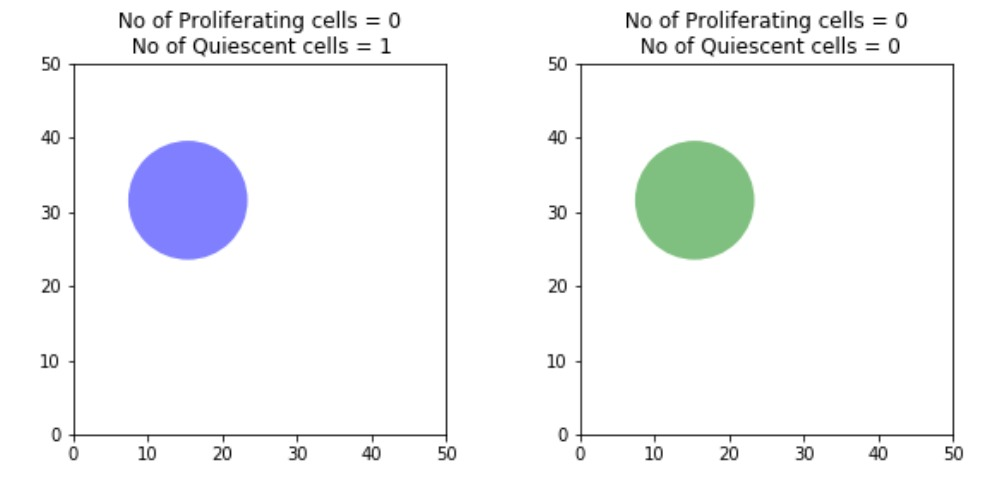 No of Proliferating cells = 0
No of Quiescent cells = 1
50
40
30
20
10
0
0 10 20 30 40 50
No of Proliferating cells = 0
No of Quiescent cells = 0
50
40
30
20
10
0
0 10 20 30 40 50